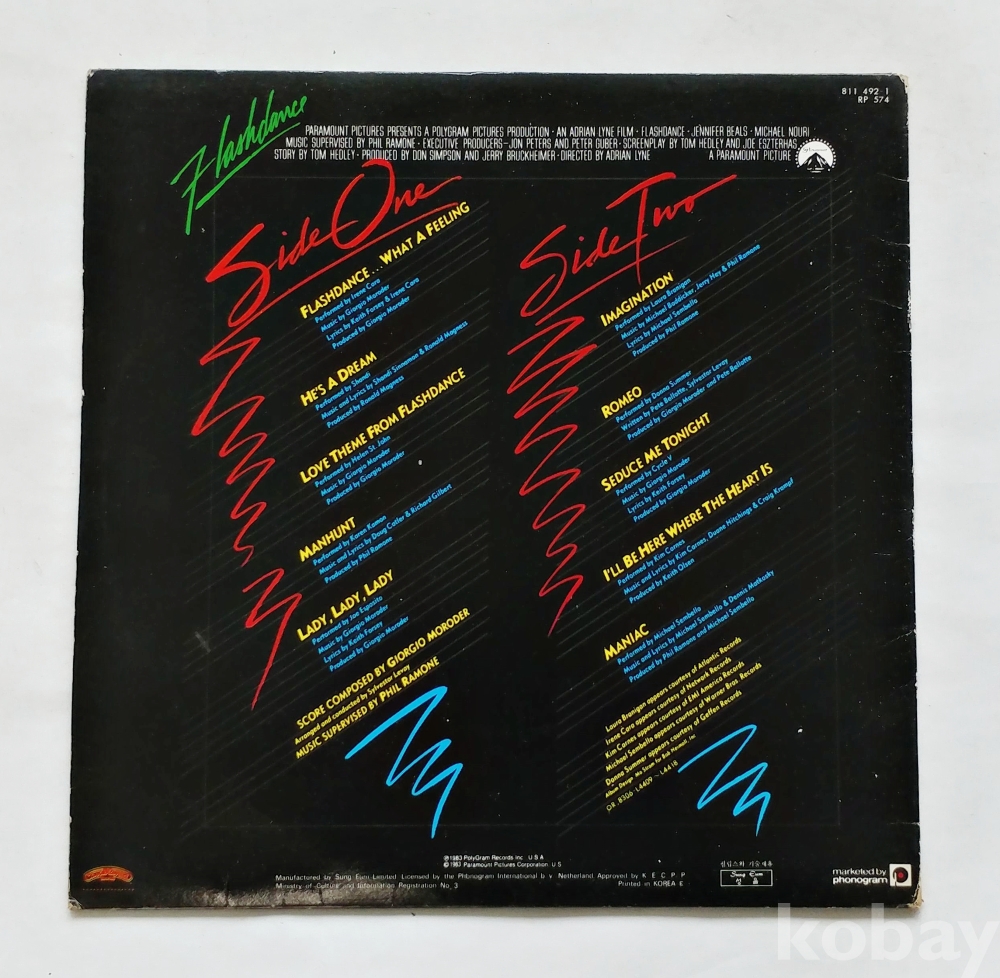 811 492 1
RP 574
Flashdance
PARAMOUNT PICTURES PRESENTS A POLYGRAM PICTURES PRODUCTION · AN ADRIAN LYNE FILM · FLASHDANCE · JENNIFER BEALS · MICHAEL NOURI
MUSIC SUPERVISED BY PHIL RAMONE · EXECUTIVE PRODUCERS-JON PETERS AND PETER GUBER · SCREENPLAY BY TOM HEDLEY AND JOE ESZTERHAS
STORY BY TOM HEDLEY · PRODUCED BY DON SIMPSON AND JERRY BRUCKHEIMER · DIRECTED BY ADRIAN LYNE A PARAMOUNT PICTURE
Side One
FLASHDANCE...WHAT A FEELING
Performed by Irene Cara
Music by Giorgio Moroder
Lyrics by Keith Forsey & Irene Cara
Produced by Giorgio Moroder
HE'S A DREAM
Performed by Shandi
Music and Lyrics by Shandi Sinnamon & Ronald Magness
Produced by Ronald Magness
LOVE THEME FROM FLASHDANCE
Performed by Helen St. John
Music by Giorgio Moroder
Produced by Giorgio Moroder
MANHUNT
Performed by Karen Kamon
Music and Lyrics by Doug Cotler & Richard Gilbert
Produced by Phil Ramone
LADY, LADY, LADY
Performed by Joe Esposito
Music by Giorgio Moroder
Lyrics by Keith Forsey
Produced by Giorgio Moroder
SCORE COMPOSED BY GIORGIO MORODER
Arranged and conducted by Sylvester Levay
MUSIC SUPERVISED BY PHIL RAMONE
Side Two
IMAGINATION
Performed by Laura Branigan
Music by Michael Boddicker, Jerry Hey & Phil Ramone
Lyrics by Michael Sembello
Produced by Phil Ramone
ROMEO
Performed by Donna Summer
Written by Pete Bellotte, Sylvester Levay
Produced by Giorgio Moroder and Pete Bellotte
SEDUCE ME TONIGHT
Performed by Cycle V
Music by Giorgio Moroder
Lyrics by Keith Forsey
Produced by Giorgio Moroder
I'LL BE HERE WHERE THE HEART IS
Performed by Kim Carnes
Music and Lyrics by Kim Carnes, Duane Hitchings & Craig Krampf
Produced by Keith Olsen
MANIAC
Performed by Michael Sembello
Music and Lyrics by Michael Sembello & Dennis Matkosky
Produced by Phil Ramone and Michael Sembello
Laura Branigan appears courtesy of Atlantic Records
Irene Cara appears courtesy of Network Records
Kim Carnes appears courtesy of EMI America Records
Michael Sembello appears courtesy of Warner Bros. Records
Donna Summer appears courtesy of Geffen Records
OR. 8306 L4409~L4418
℗1983 PolyGram Records Inc. U S A
©1983 Paramount Pictures Corporation. U.S
Manufactured by Sung Eum Limited. Licensed by the Phonogram International b.v. Netherland. Approved by K E C P P
Ministry of Culture and Information Registration No. 3 Printed in KOREA E
필립스와 기술제휴
Sung Eum
성 음
marketed by
phonogram
kobay